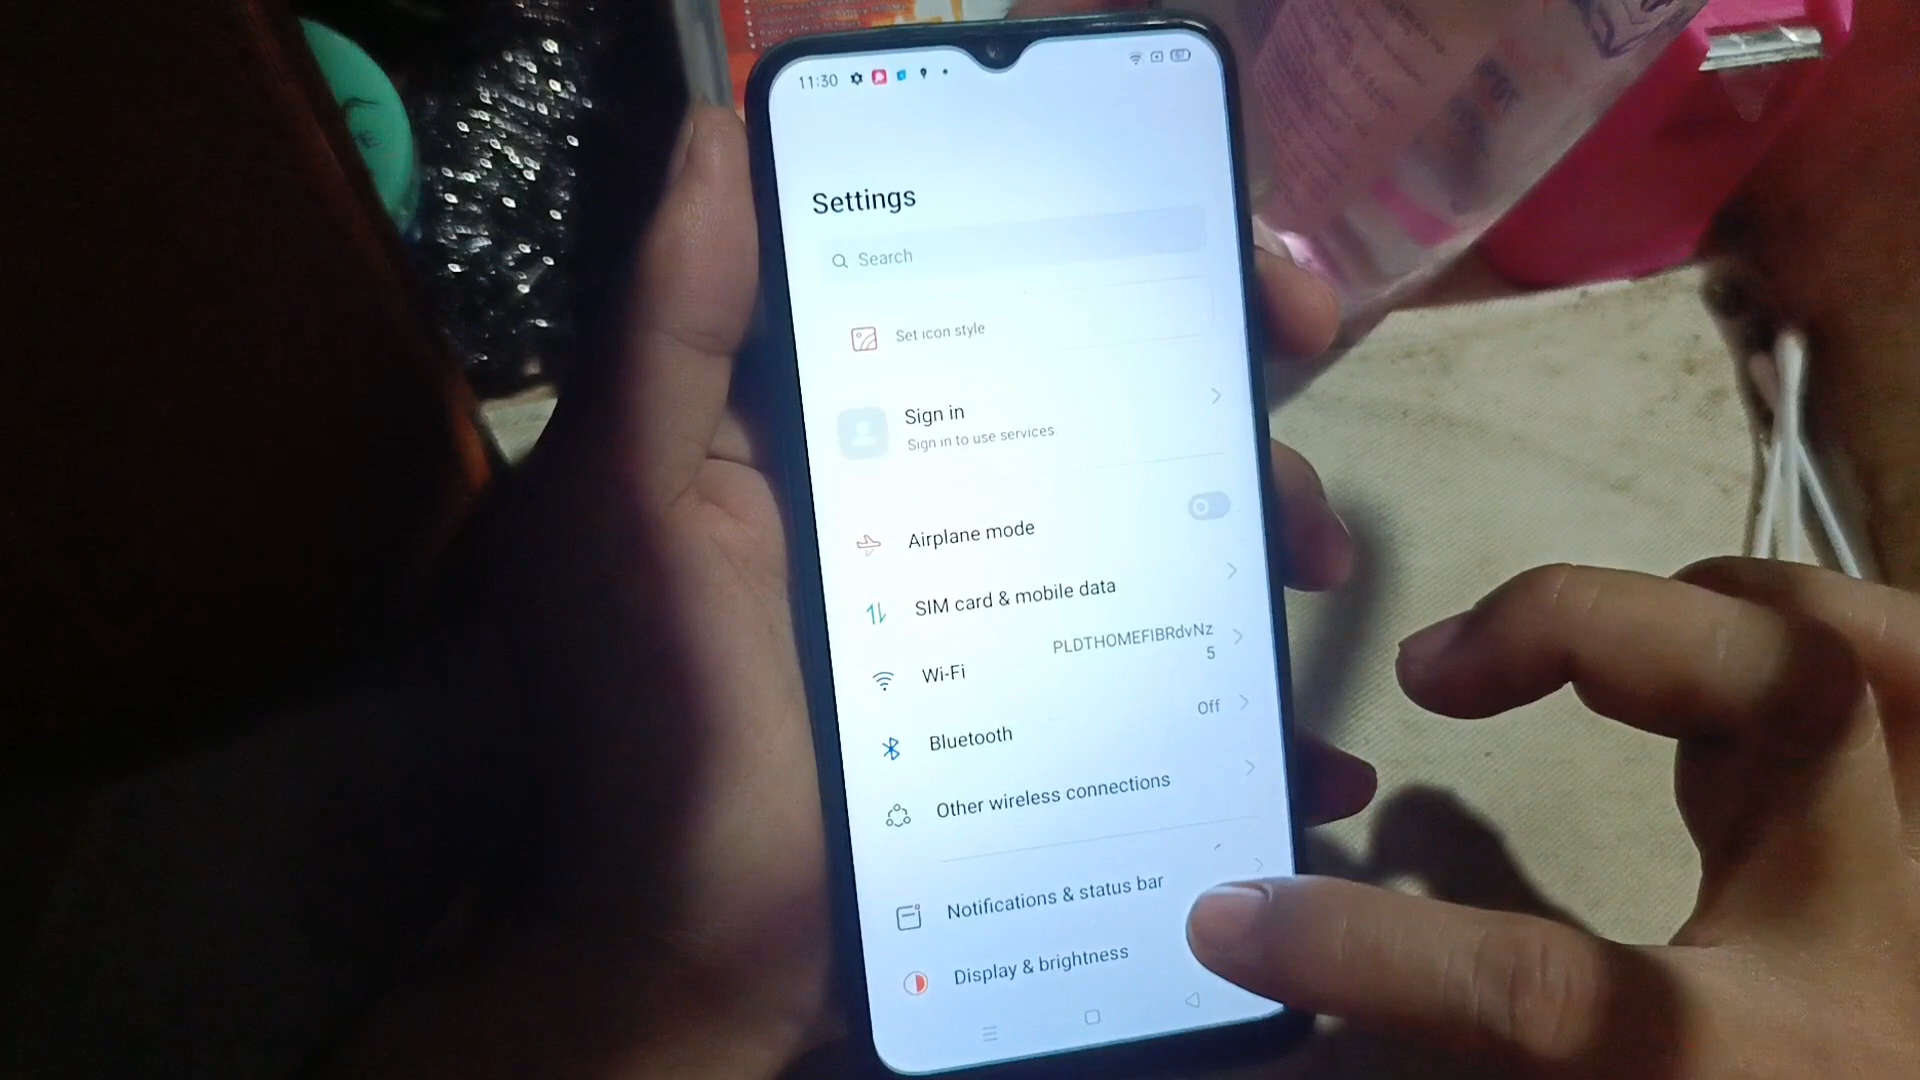 11:30
Settings
Search
Set icon style
Sign in
Sign in to use services
Airplane mode
SIM card & mobile data
Wi-Fi
PLDTHOMEFIBRdvNz
5
Bluetooth
Off
Other wireless connections
Notifications & status bar
Display & brightness